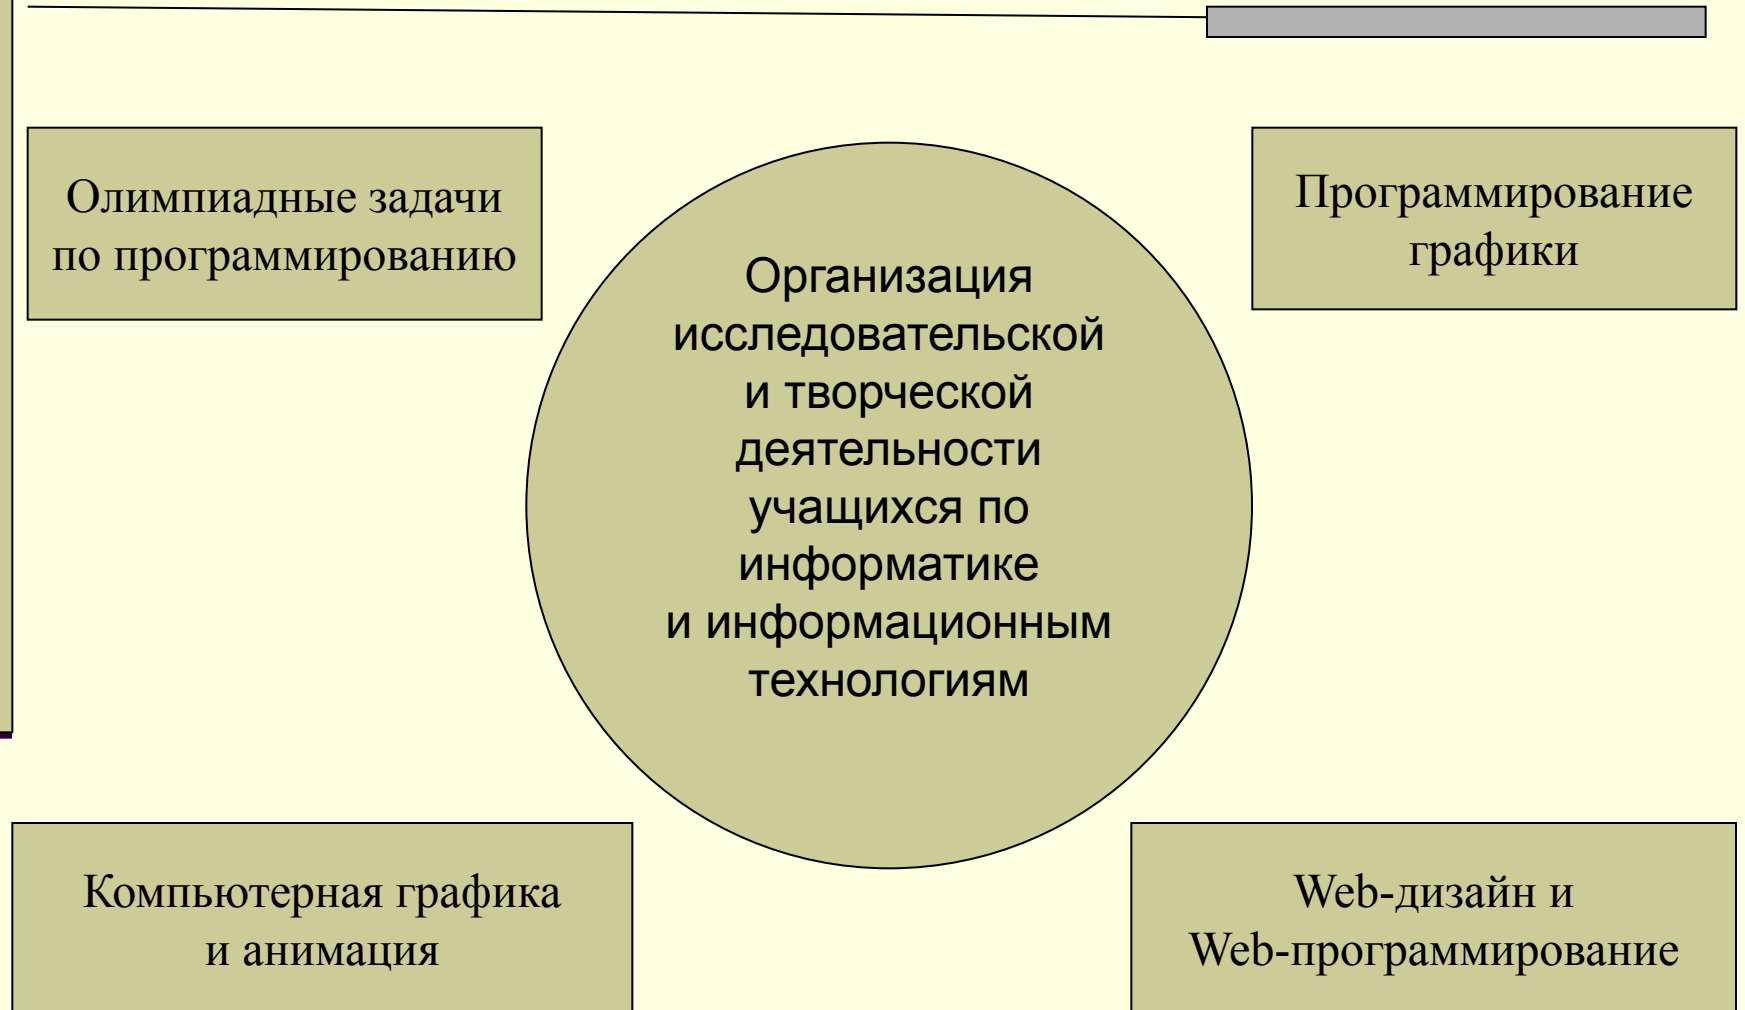 Олимпиадные задачи
по программированию
Программирование
графики
Организация
исследовательской
и творческой
деятельности
учащихся по
информатике
и информационным
технологиям
Компьютерная графика
и анимация
Web-дизайн и
Web-программирование